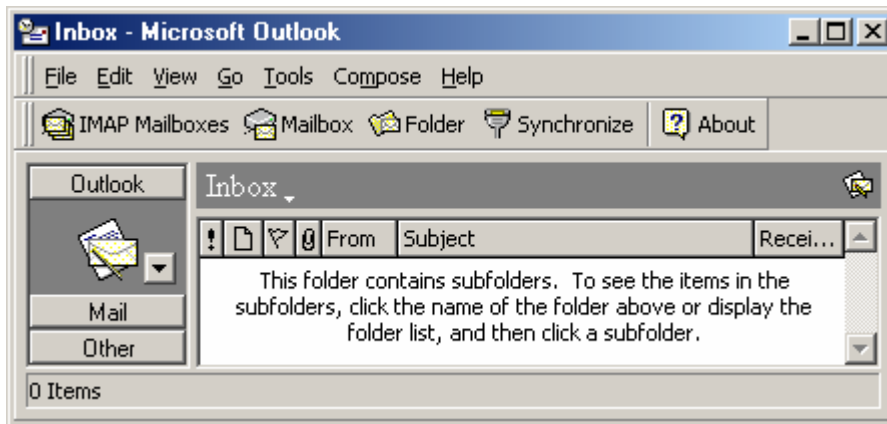 Inbox - Microsoft Outlook
File Edit View Go Tools Compose Help
IMAP Mailboxes Mailbox Folder Synchronize About
Outlook
Inbox
! From Subject Recei...
This folder contains subfolders. To see the items in the
subfolders, click the name of the folder above or display the
folder list, and then click a subfolder.
Mail
Other
0 Items